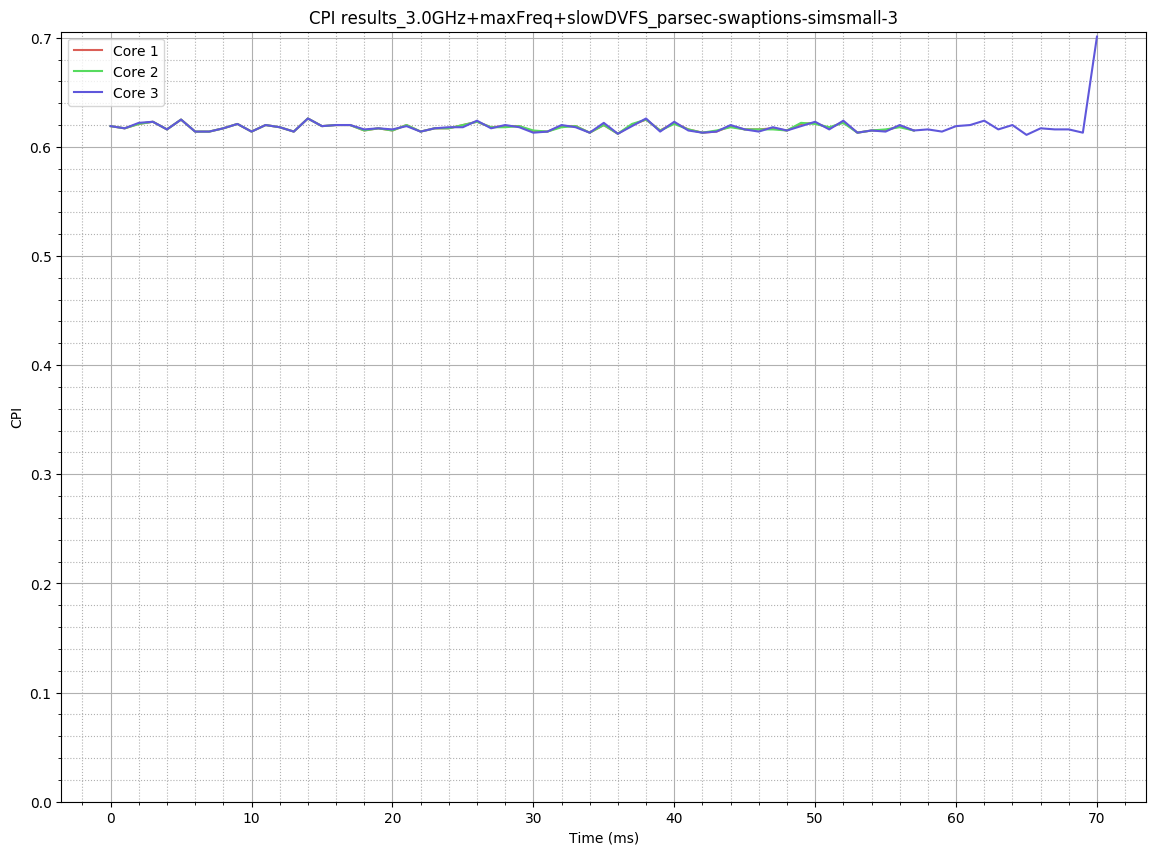 CPI results_3.0GHz+maxFreq+slowDVFS_parsec-swaptions-simsmall-3
Core 1
Core 2
Core 3
0.7
0.6
0.5
0.4
0.3
0.2
0.1
0.0
CPI
0 10 20 30 40 50 60 70
Time (ms)